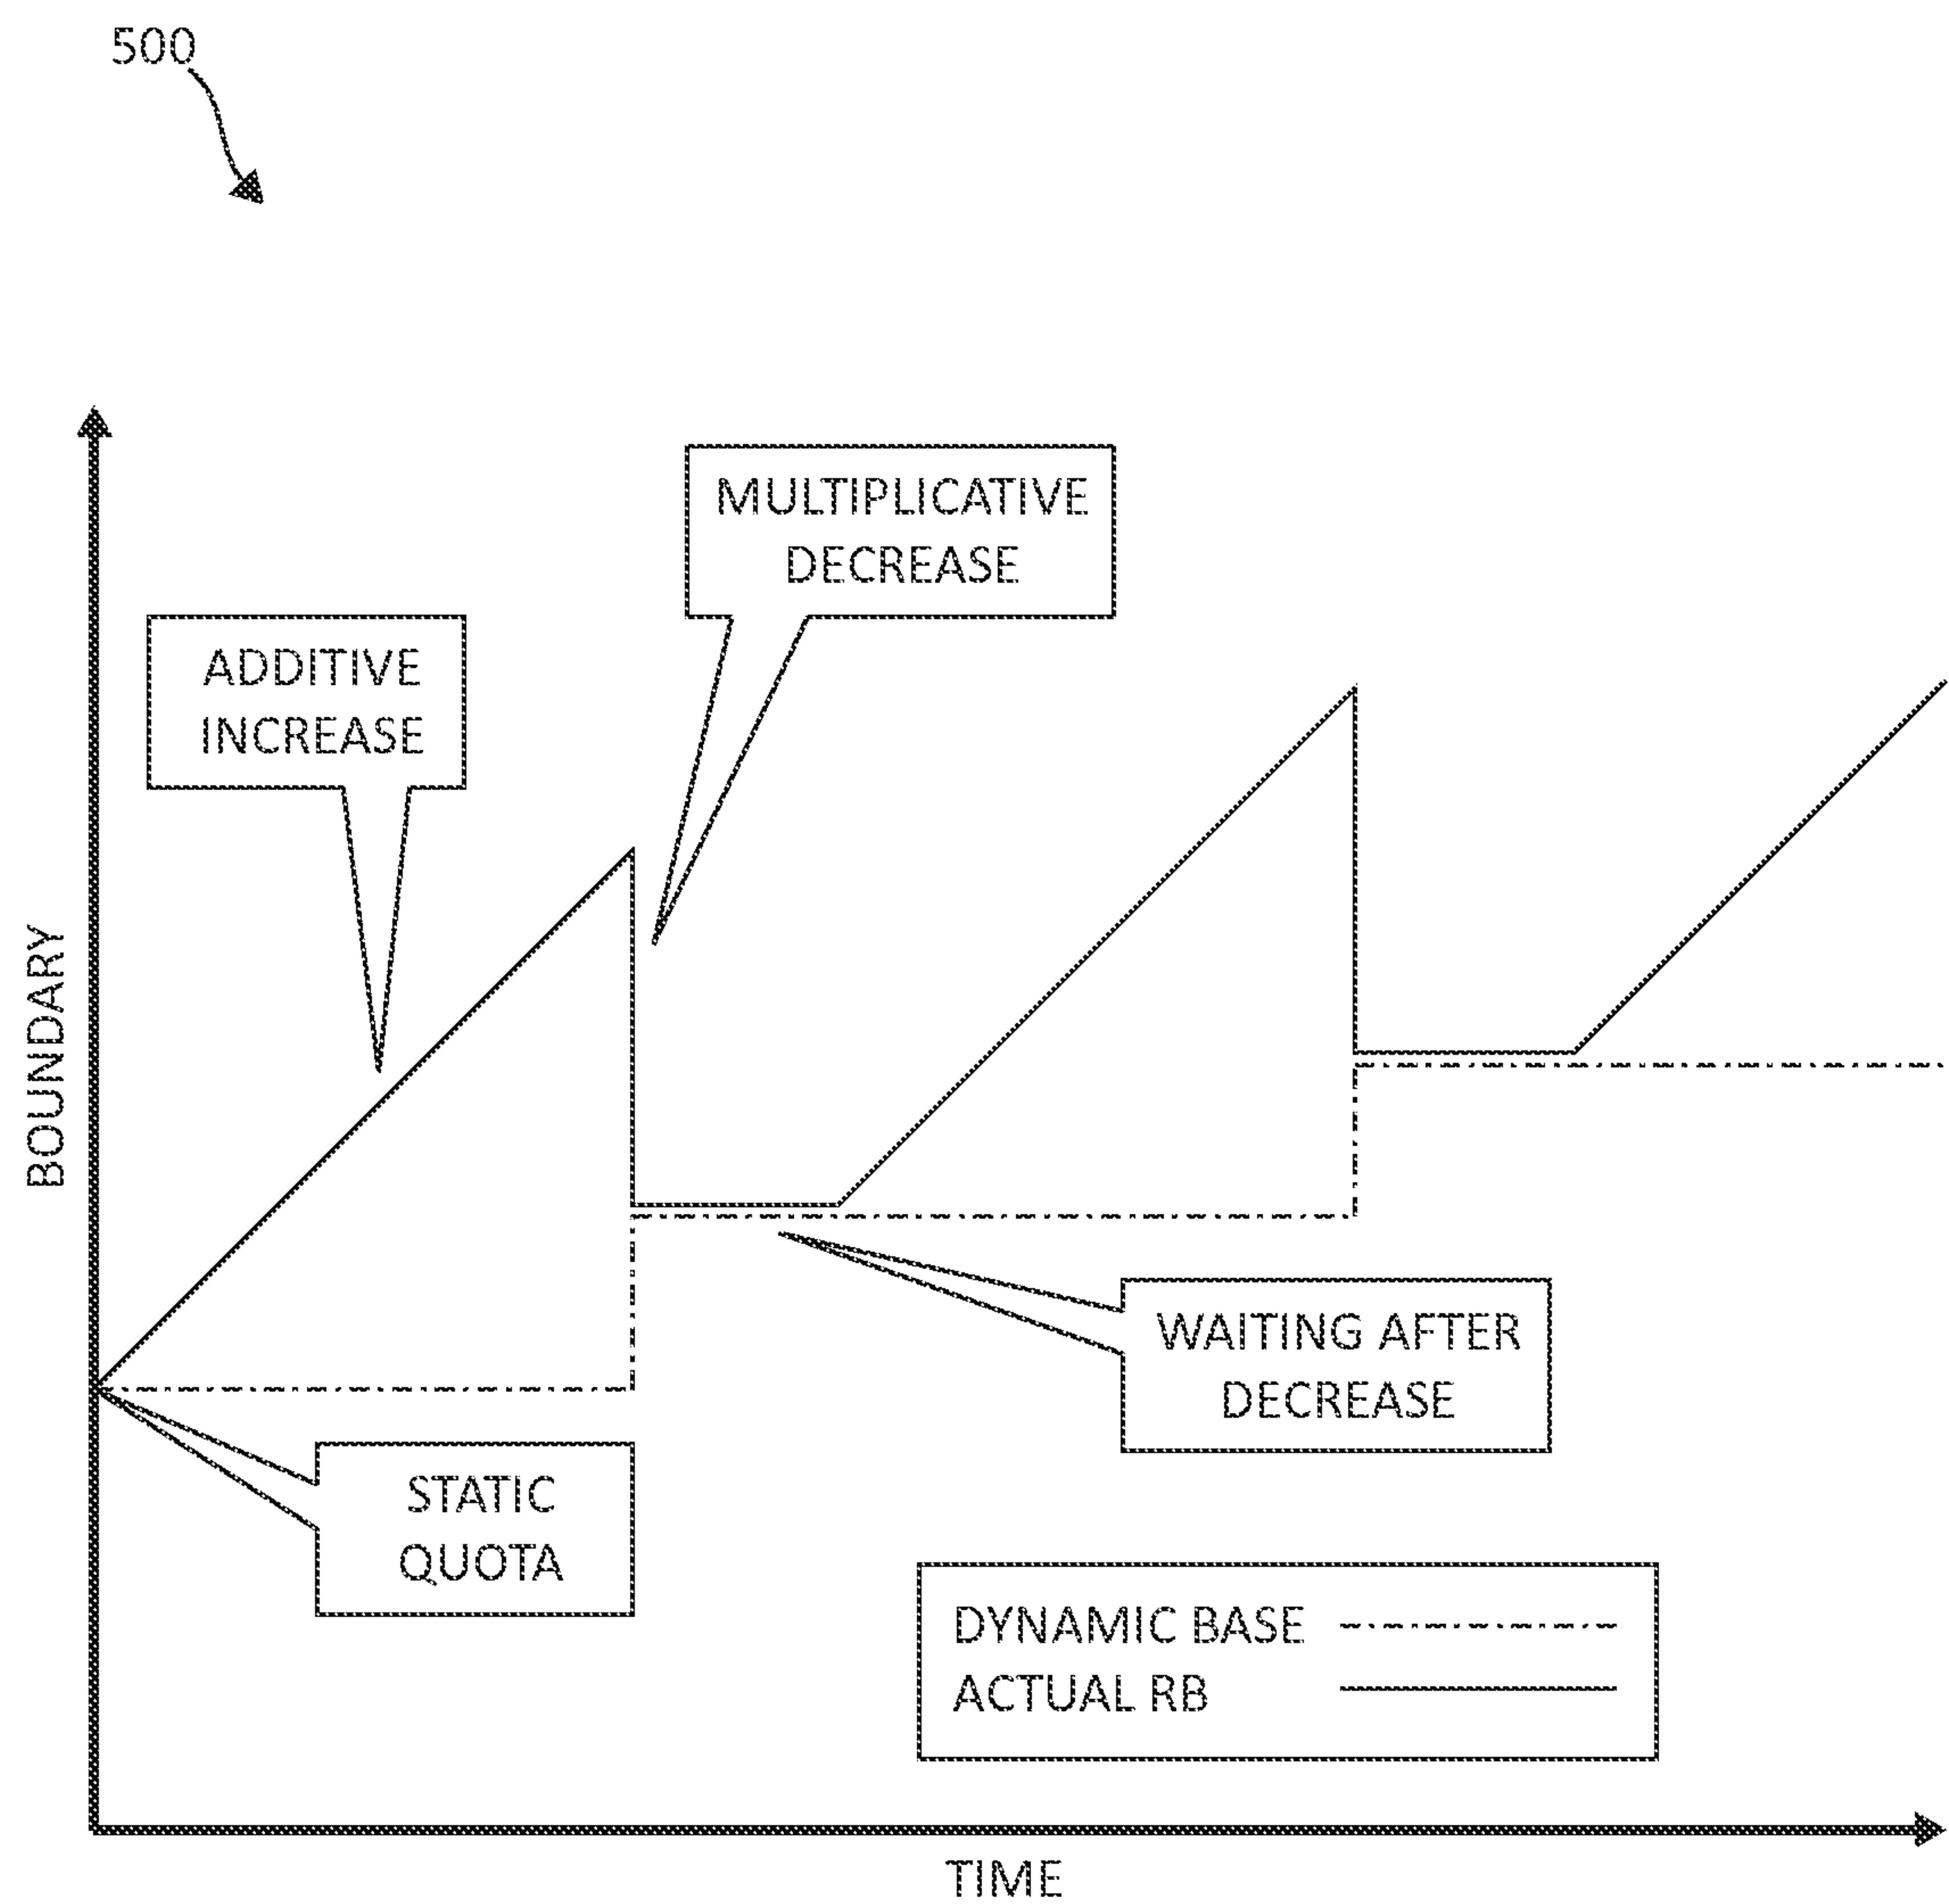 500
MULTIPLICATIVE
DECREASE
ADDITIVE
INCREASE
BOUNDARY
WAITING AFTER
DECREASE
STATIC
QUOTA
DYNAMIC BASE
ACTUAL RB
TIME